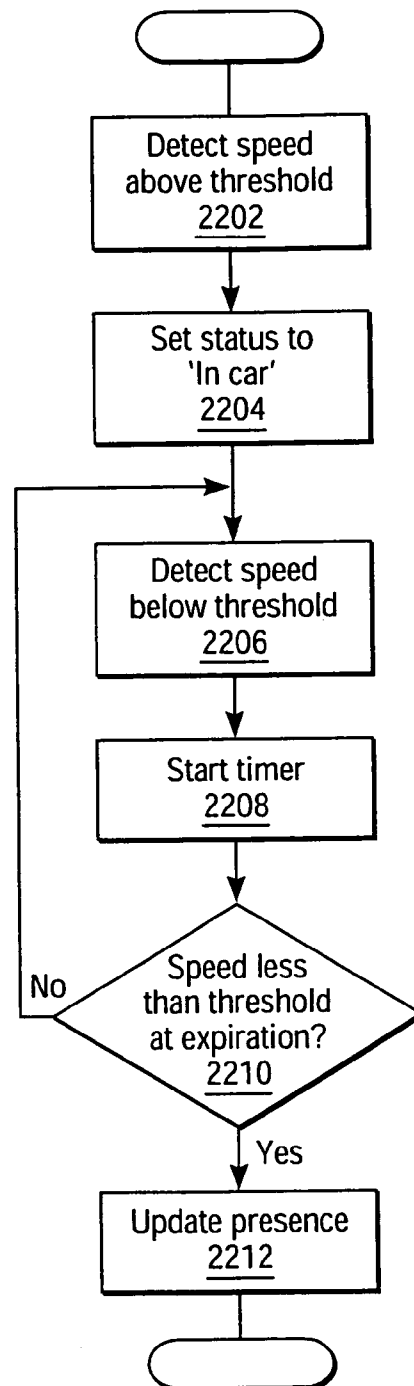 Detect speed
above threshold
2202
Set status to
'In car'
2204
Detect speed
below threshold
2206
Start timer
2208
Speed less
than threshold
at expiration?
2210
No
Yes
Update presence
2212